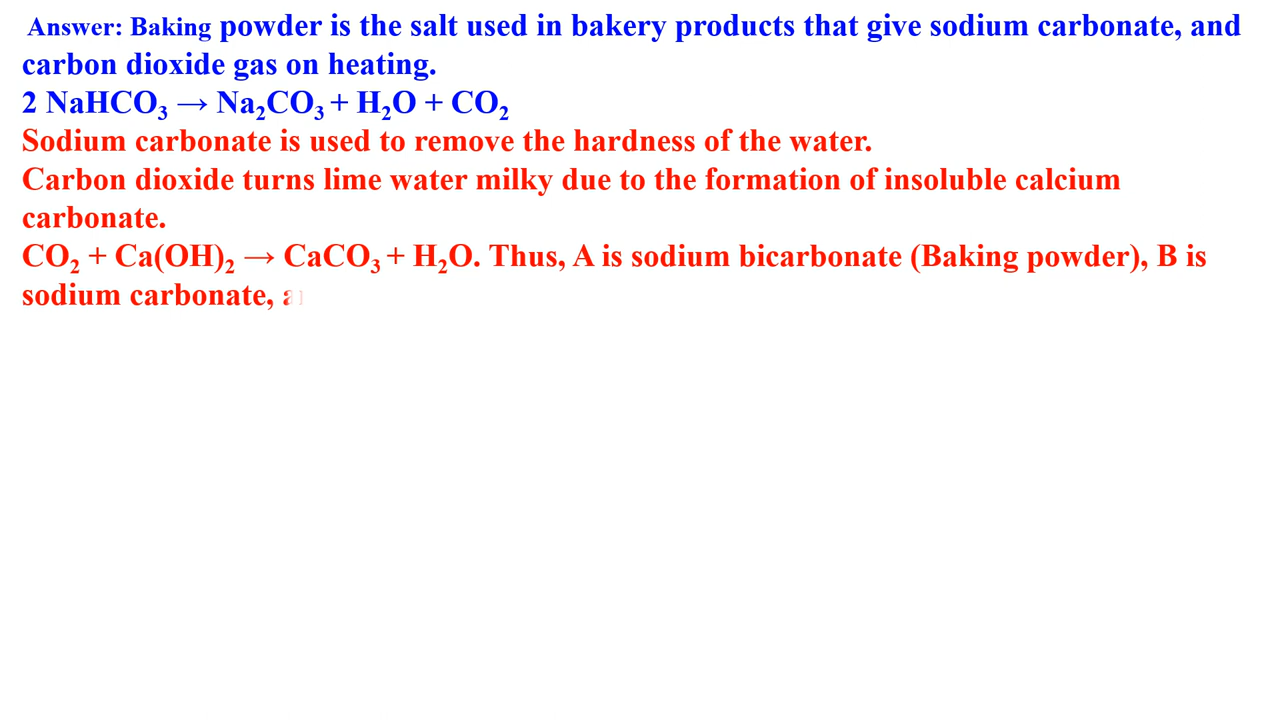 Answer: Baking powder is the salt used in bakery products that give sodium carbonate, and
carbon dioxide gas on heating.
2 NaHCO₃ → Na₂CO₃ + H₂O + CO₂
Sodium carbonate is used to remove the hardness of the water.
Carbon dioxide turns lime water milky due to the formation of insoluble calcium
carbonate.
CO₂ + Ca(OH)₂ → CaCO₃ + H₂O. Thus, A is sodium bicarbonate (Baking powder), B is
sodium carbonate,